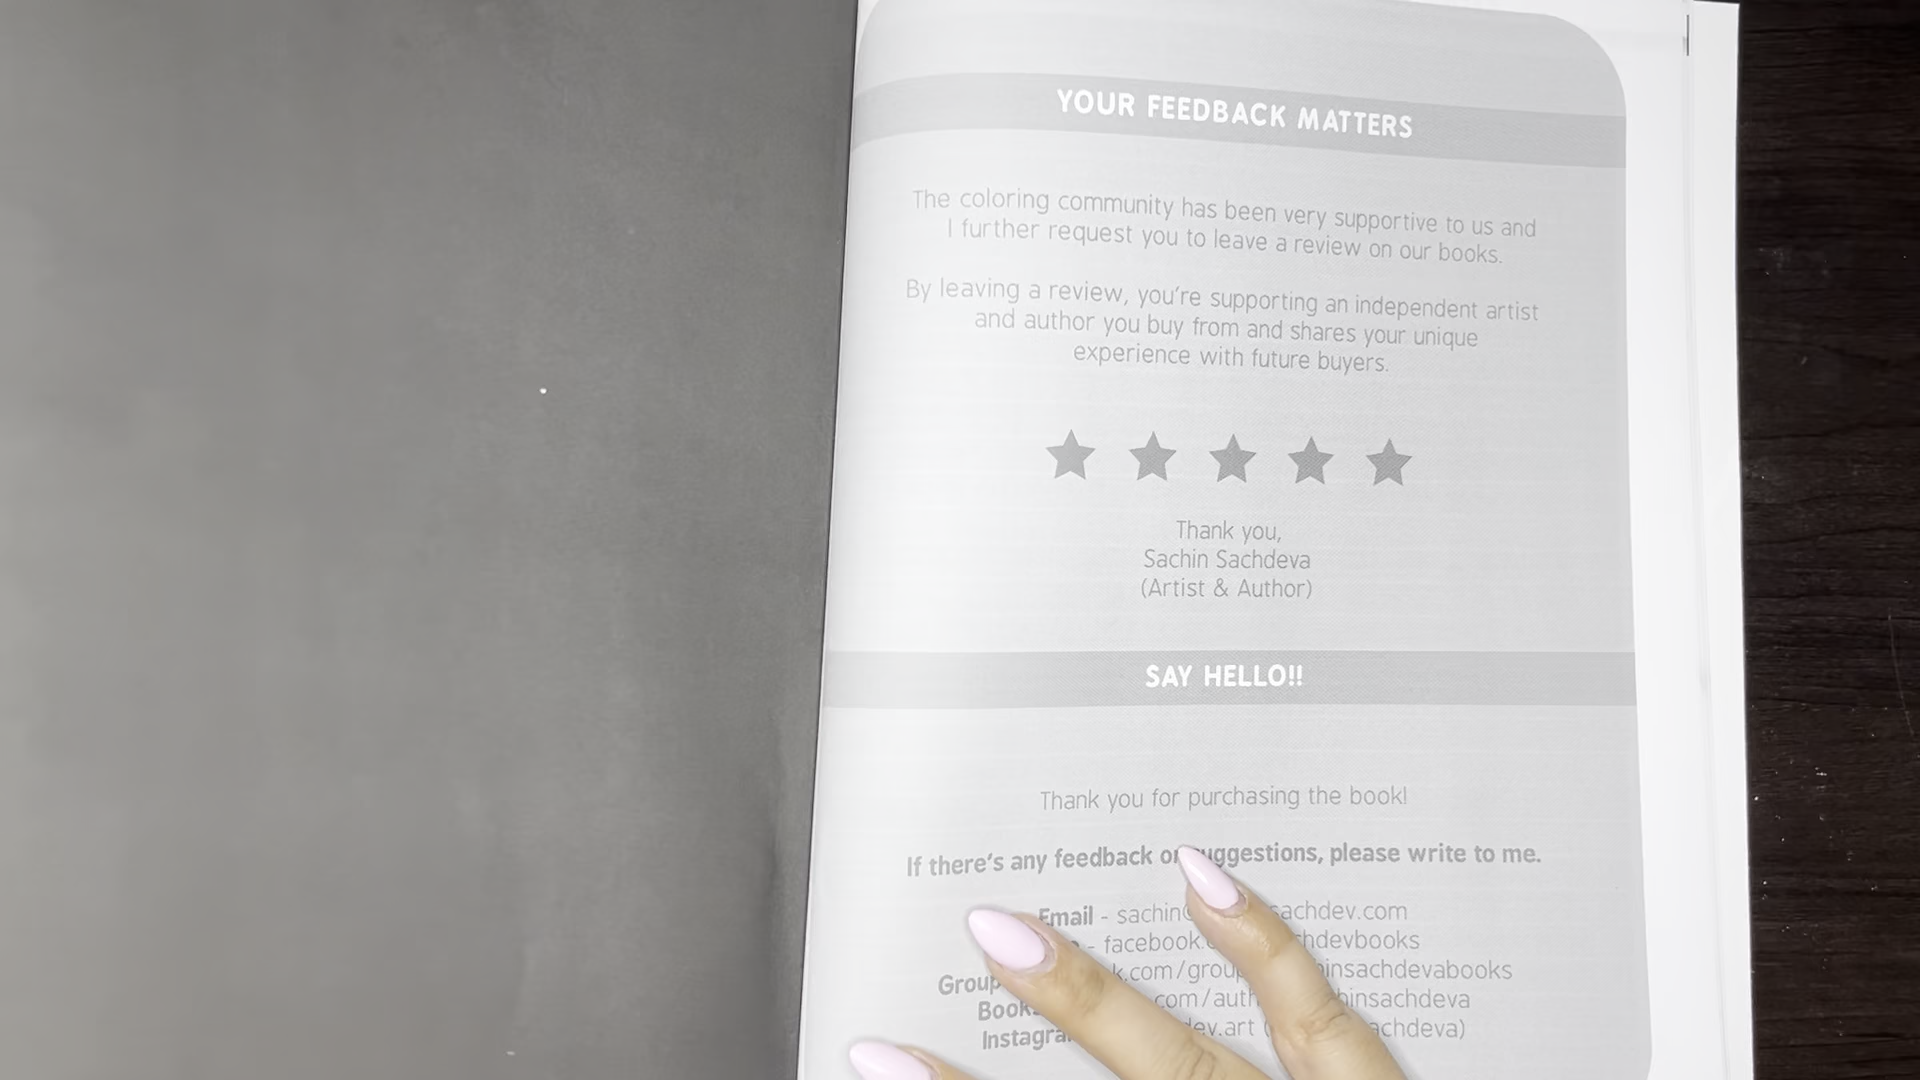 YOUR FEEDBACK MATTERS
The coloring community has been very supportive to us and
I further request you to leave a review on our books.
By leaving a review, you're supporting an independent artist
and author you buy from and shares your unique
experience with future buyers.
Thank you,
Sachin Sachdeva
(Artist & Author)
SAY HELLO!!
Thank you for purchasing the book!
If there's any feedback or suggestions, please write to me.
Email - sachin achdev.com
- facebook. hdevbooks
Group k.com/group insachdevabooks
Book .com/auth hinsachdeva
Instagra dev.art ( achdeva)